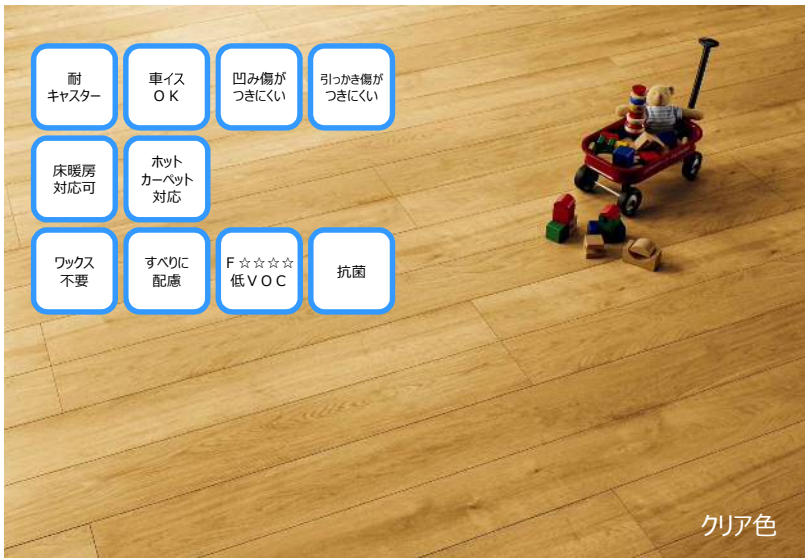 耐
キャスター
車イス
ＯＫ
凹み傷が
つきにくい
引っかき傷が
つきにくい
床暖房
対応可
ホット
カーペット
対応
ワックス
不要
すべりに
配慮
Ｆ☆☆☆☆
低ＶＯＣ
抗菌
クリア色